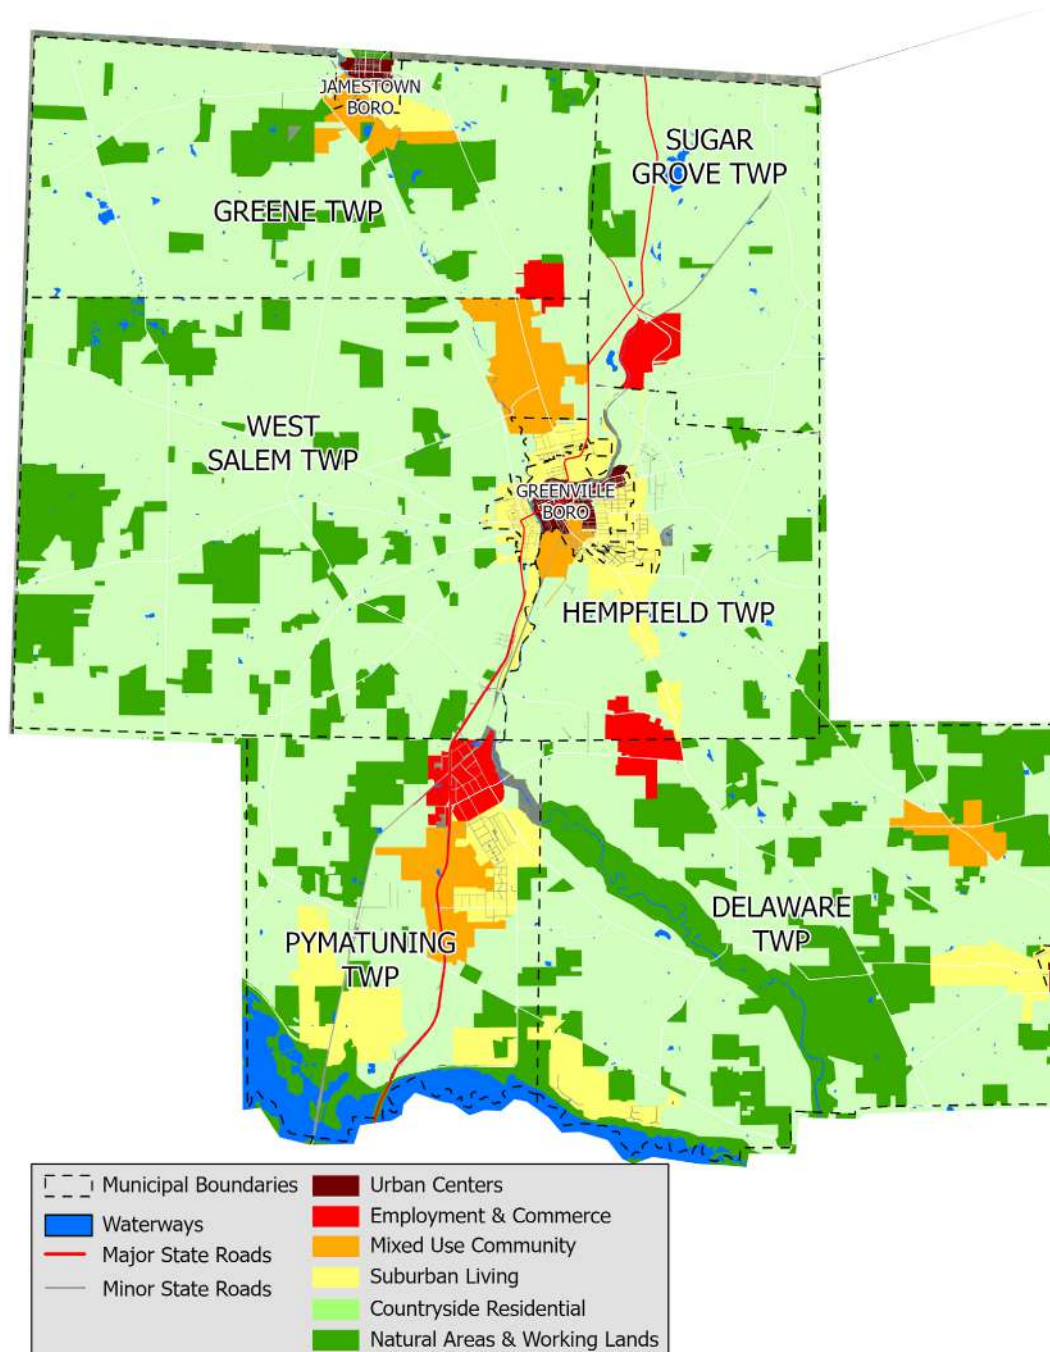 JAMESTOWN
BORO
SUGAR
GROVE TWP
GREENE TWP
WEST
SALEM TWP
GREENVILLE
BORO
HEMPFIELD TWP
DELAWARE
TWP
PYMATUNING
TWP
Municipal Boundaries
Waterways
Major State Roads
Minor State Roads
Urban Centers
Employment & Commerce
Mixed Use Community
Suburban Living
Countryside Residential
Natural Areas & Working Lands